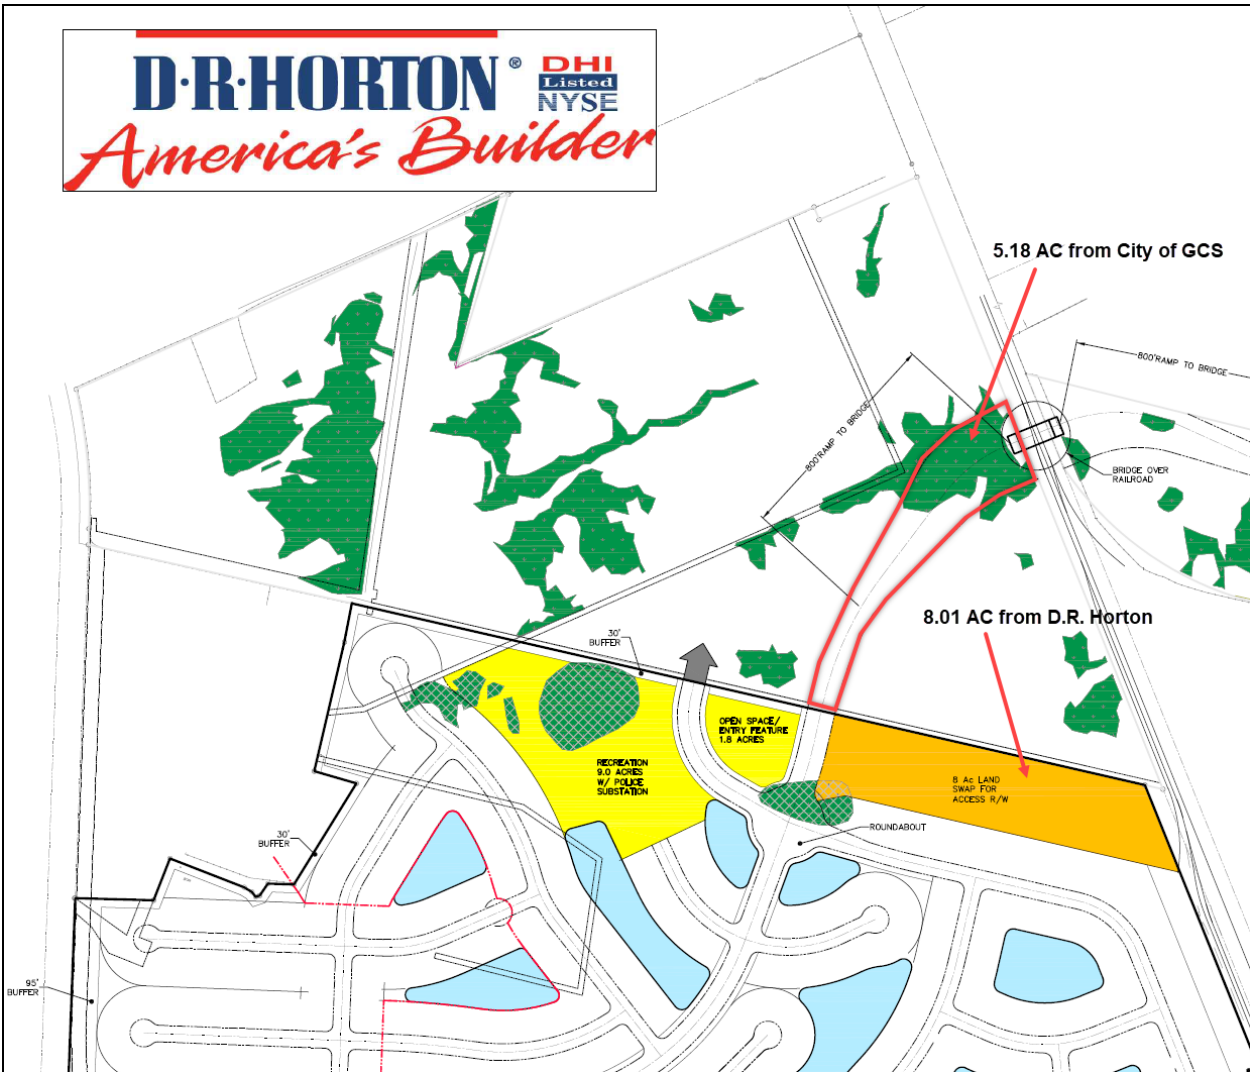 D·R·HORTON®
DHI
Listed
NYSE
America's Builder
5.18 AC from City of GCS
800'RAMP TO BRIDGE
800'RAMP TO BRIDGE
BRIDGE OVER
RAILROAD
8.01 AC from D.R. Horton
30'
BUFFER
OPEN SPACE/
ENTRY FEATURE
1.8 ACRES
RECREATION
9.0 ACRES
W/ POLICE
SUBSTATION
8 Ac LAND
SWAP FOR
ACCESS R/W
ROUNDABOUT
30'
BUFFER
95'
BUFFER